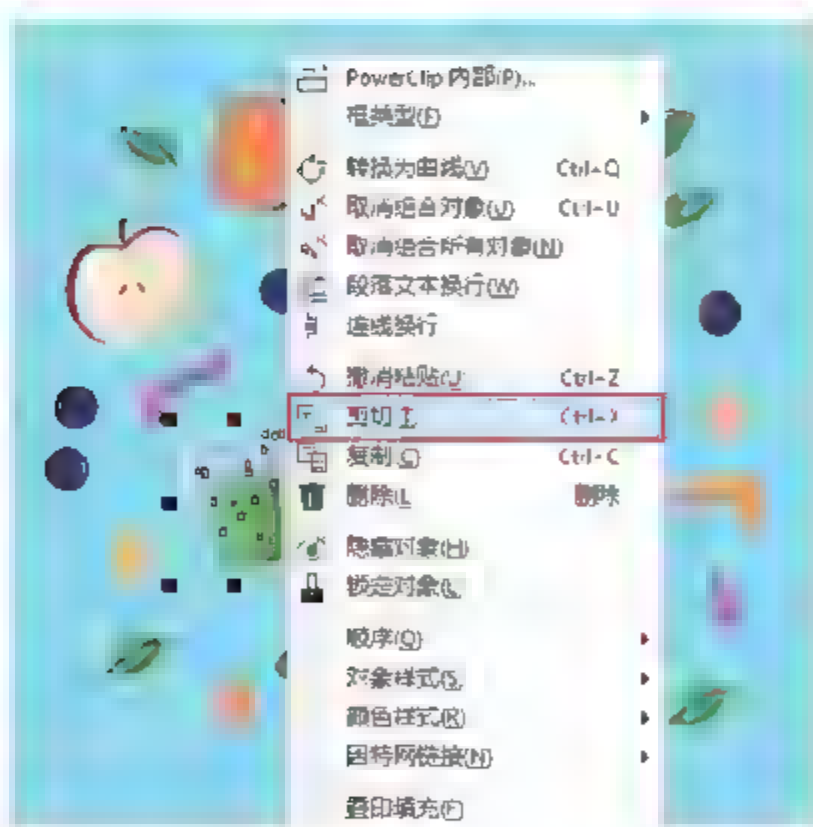 PowerClip 内部(P)...
框类型(F)
转换为曲线(V) Ctrl+Q
取消组合对象(U) Ctrl+U
取消组合所有对象(N)
段落文本换行(W)
连线换行
撤消粘贴(U) Ctrl+Z
剪切(T) Ctrl+X
复制(C) Ctrl+C
删除(L) 删除
隐藏对象(H)
锁定对象(L)
顺序(O)
对象样式(S)
颜色样式(R)
因特网链接(N)
叠印填充(F)